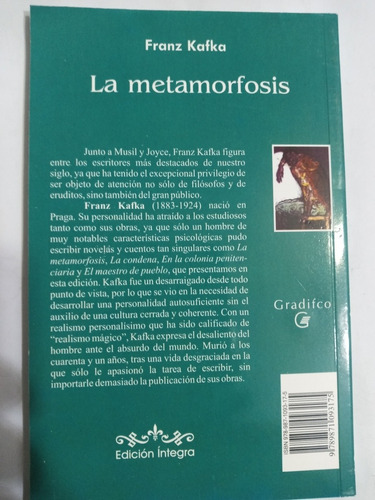 Franz Kafka
La metamorfosis
Junto a Musil y Joyce, Franz Kafka figura
entre los escritores más destacados de nuestro
siglo, ya que ha tenido el excepcional privilegio de
ser objeto de atención no sólo de filósofos y de
eruditos, sino también del gran público.
Franz Kafka (1883-1924) nació en
Praga. Su personalidad ha atraído a los estudiosos
tanto como sus obras, ya que sólo un hombre de
muy notables características psicológicas pudo
escribir novelas y cuentos tan singulares como La
metamorfosis, La condena, En la colonia peniten-
ciaría y El maestro de pueblo, que presentamos en
esta edición. Kafka fue un desarraigado desde todo
punto de vista, por lo que se vio en la necesidad de
desarrollar una personalidad autosuficiente sin el
auxilio de una cultura cerrada y coherente. Con un
realismo personalísimo que ha sido calificado de
"realismo mágico", Kafka expresa el desaliento del
hombre ante el absurdo del mundo. Murió a los
cuarenta y un años, tras una vida desgraciada en la
que sólo le apasionó la tarea de escribir, sin
importarle demasiado la publicación de sus obras.
Gradifco
ISBN 978-987-1093-17-5
9789871093175
Edición Íntegra